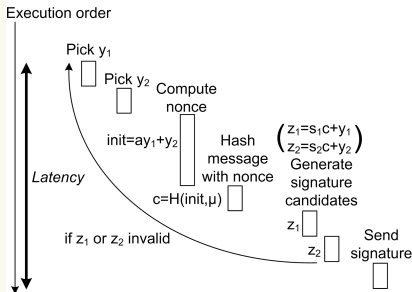 Execution order
Pick y₁
Pick y₂
Compute
nonce
init=ay₁+y₂
Hash
message
with nonce
c=H(init,μ)
Latency
(z₁=s₁c+y₁
z₂=s₂c+y₂)
Generate
signature
candidates
z₁
z₂
if z₁ or z₂ invalid
Send
signature